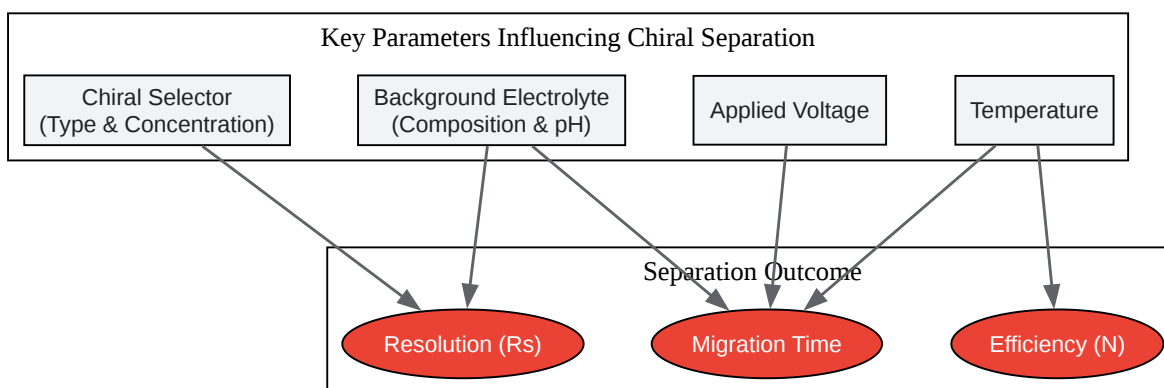 Key Parameters Influencing Chiral Separation
Chiral Selector
(Type & Concentration)
Background Electrolyte
(Composition & pH)
Applied Voltage
Temperature
Separation Outcome
Resolution (Rs)
Migration Time
Efficiency (N)